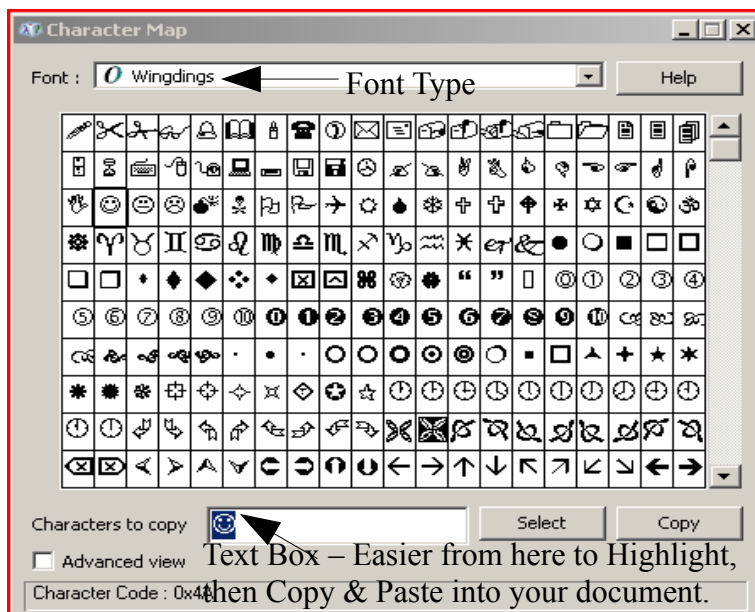 Character Map
Font : Wingdings Font Type Help
Characters to copy Select Copy
Advanced view Text Box – Easier from here to Highlight,
Character Code : 0x4A then Copy & Paste into your document.